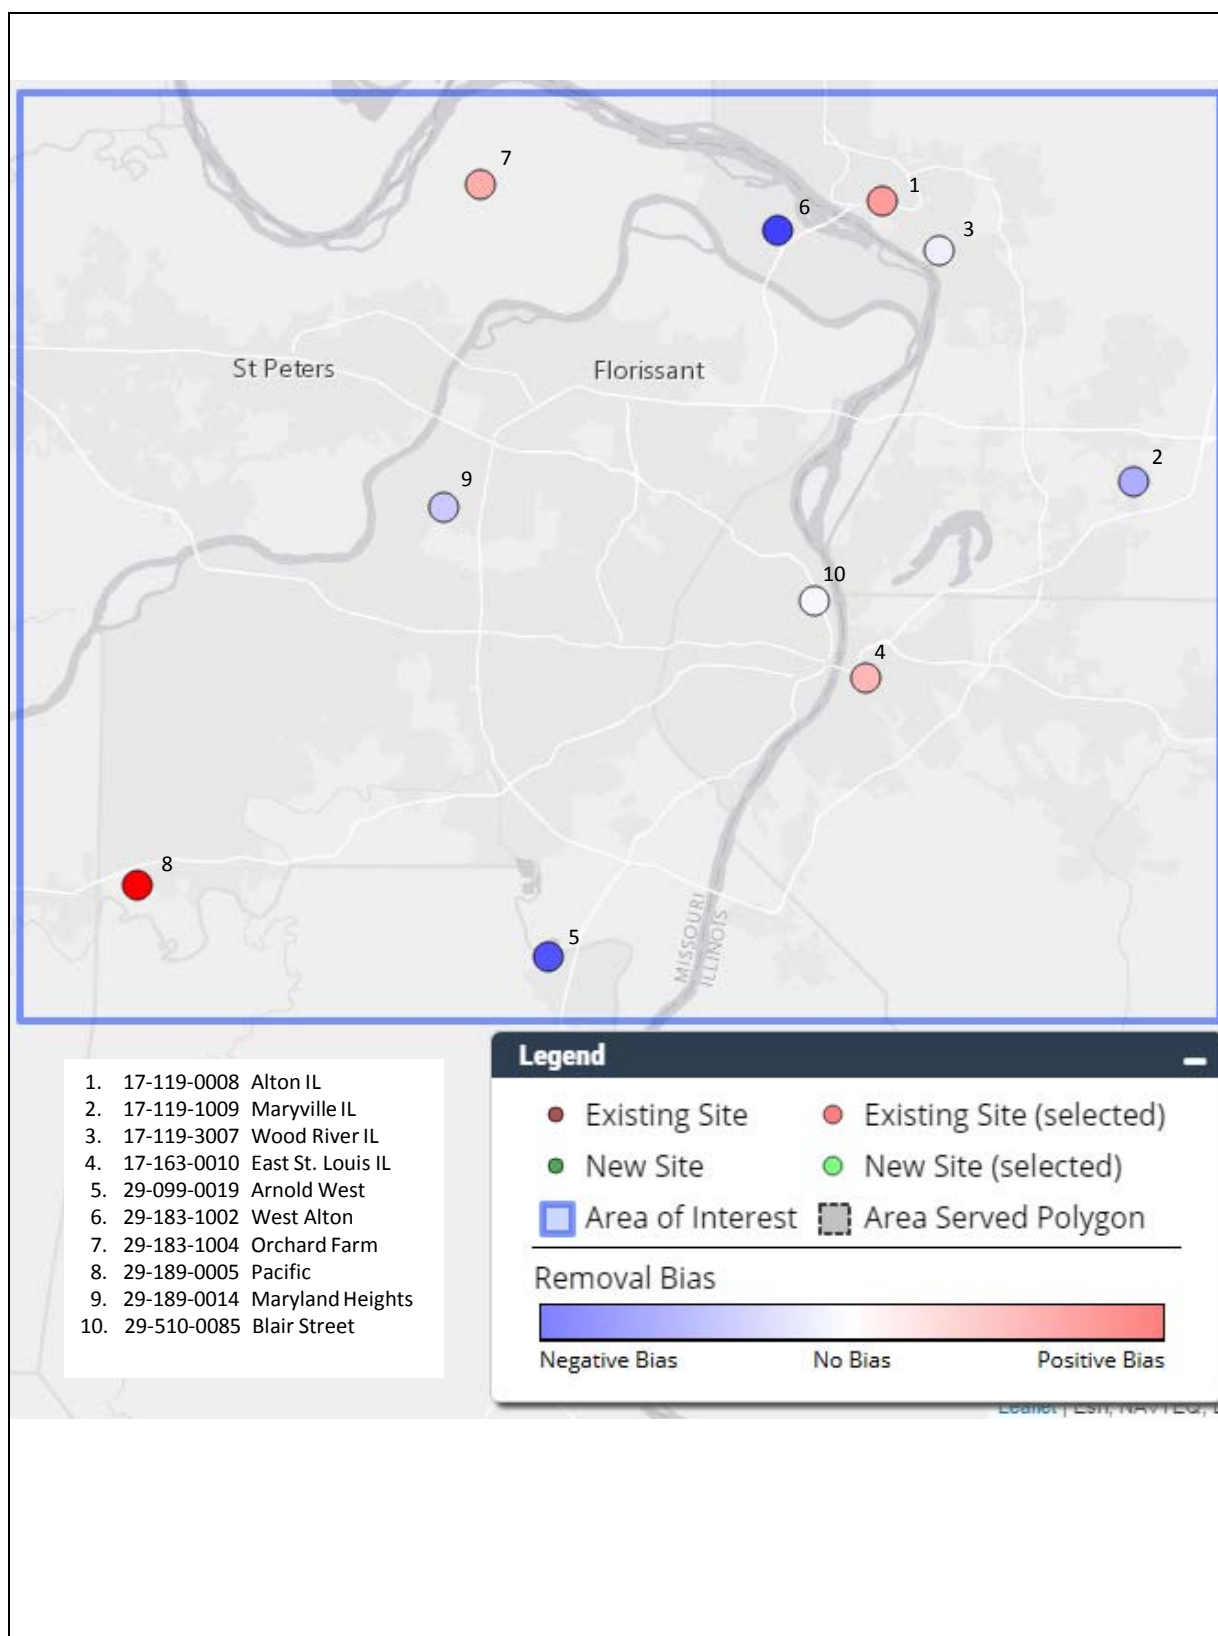 7
1
6
3
St Peters
Florissant
2
9
10
4
8
5
MISSOURI
ILLINOIS
1. 17-119-0008 Alton IL
2. 17-119-1009 Maryville IL
3. 17-119-3007 Wood River IL
4. 17-163-0010 East St. Louis IL
5. 29-099-0019 Arnold West
6. 29-183-1002 West Alton
7. 29-183-1004 Orchard Farm
8. 29-189-0005 Pacific
9. 29-189-0014 Maryland Heights
10. 29-510-0085 Blair Street
Legend
Existing Site Existing Site (selected)
New Site New Site (selected)
Area of Interest Area Served Polygon
Removal Bias
Negative Bias No Bias Positive Bias
Leaflet | Esri, NAVTEQ,